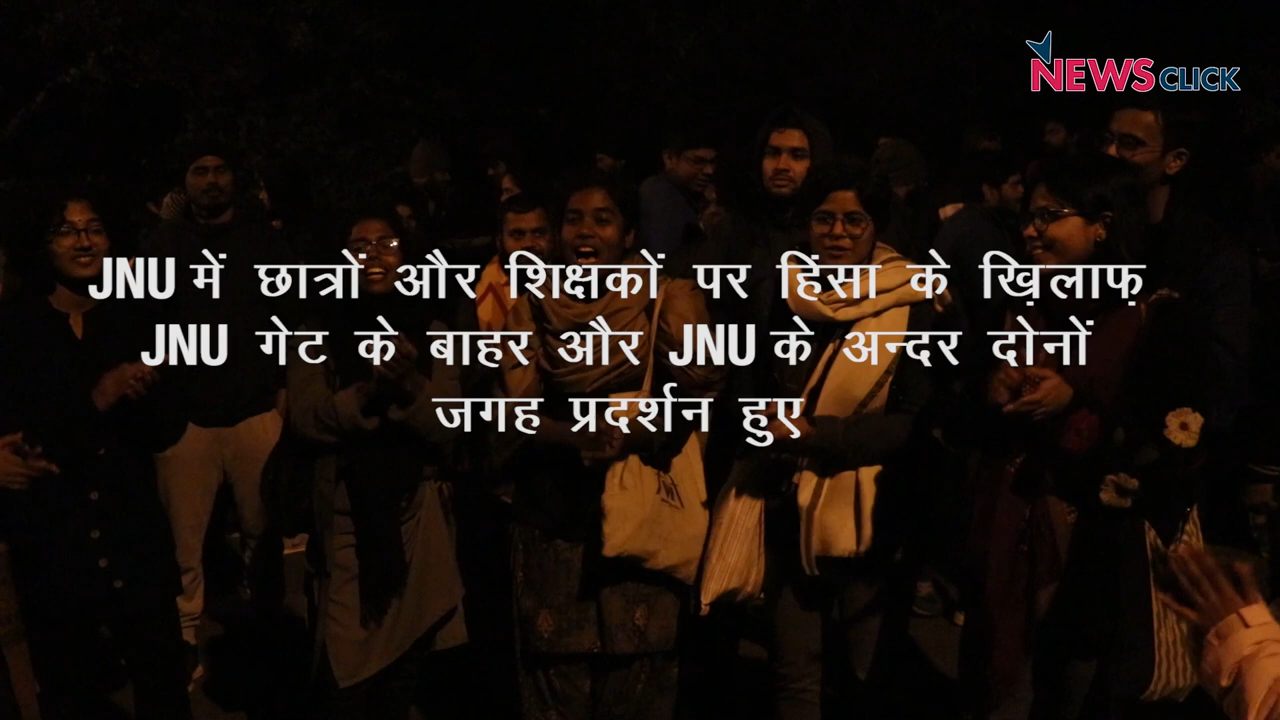 NEWSCLICK
JNU में छात्रों और शिक्षकों पर हिंसा के ख़िलाफ़
JNU गेट के बाहर और JNU के अन्दर दोनों
जगह प्रदर्शन हुए